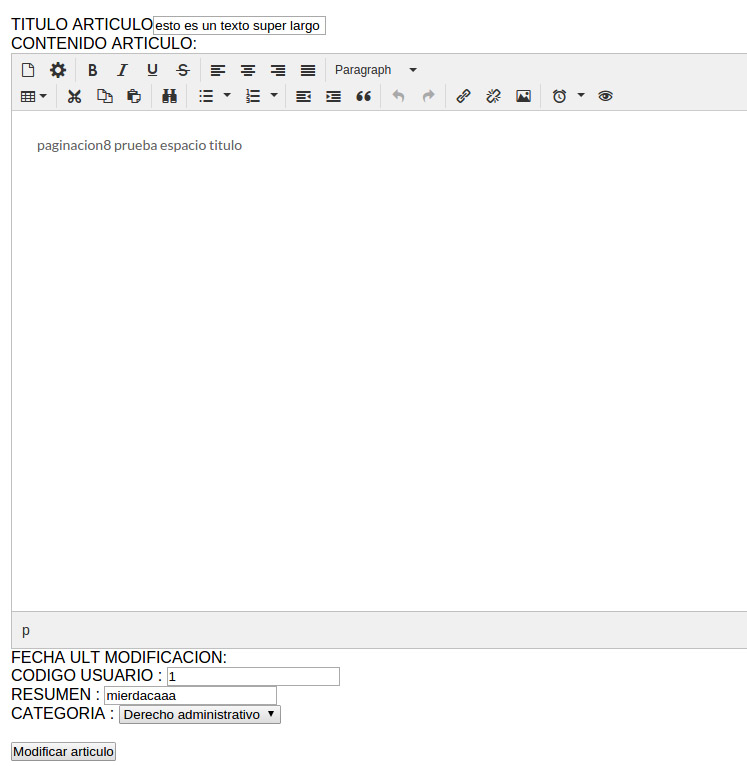 TITULO ARTICULO esto es un texto super largo
CONTENIDO ARTICULO:
B I U S Paragraph
paginacion8 prueba espacio titulo
p
FECHA ULT MODIFICACION:
CODIGO USUARIO : 1
RESUMEN : mierdacaaa
CATEGORIA : Derecho administrativo
Modificar articulo